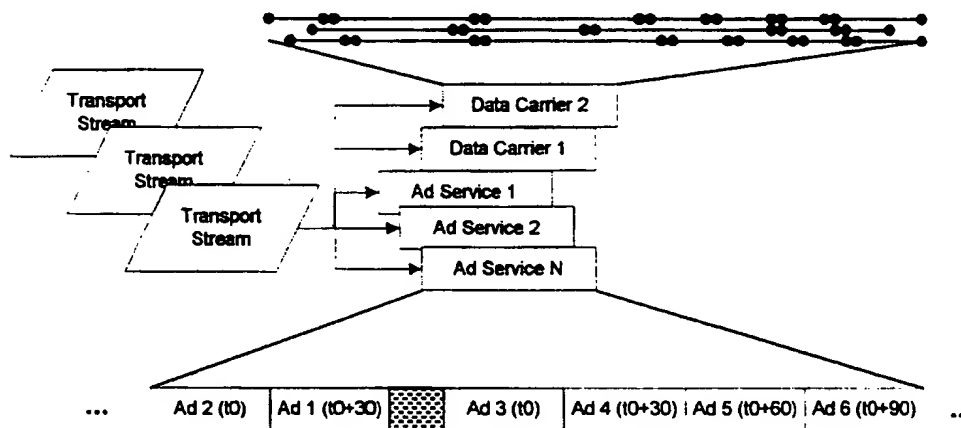 Transport
Stream
Transport
Stream
Transport
Stream
Data Carrier 2
Data Carrier 1
Ad Service 1
Ad Service 2
Ad Service N
... Ad 2 (t0) Ad 1 (t0+30) Ad 3 (t0) Ad 4 (t0+30) Ad 5 (t0+60) Ad 6 (t0+90) ..